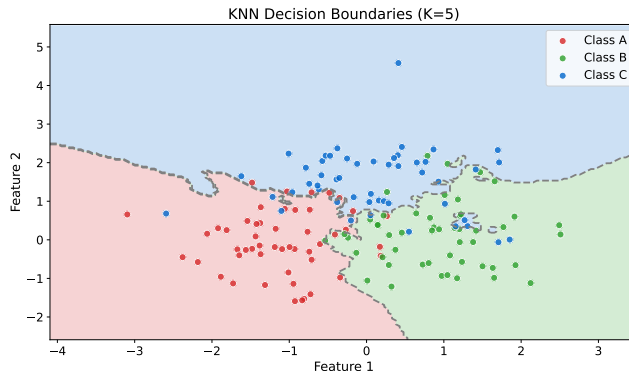 KNN Decision Boundaries (K=5)
Class A
Class B
Class C
Feature 2
5
4
3
2
1
0
−1
−2
−4
−3
−2
−1
0
1
2
3
Feature 1